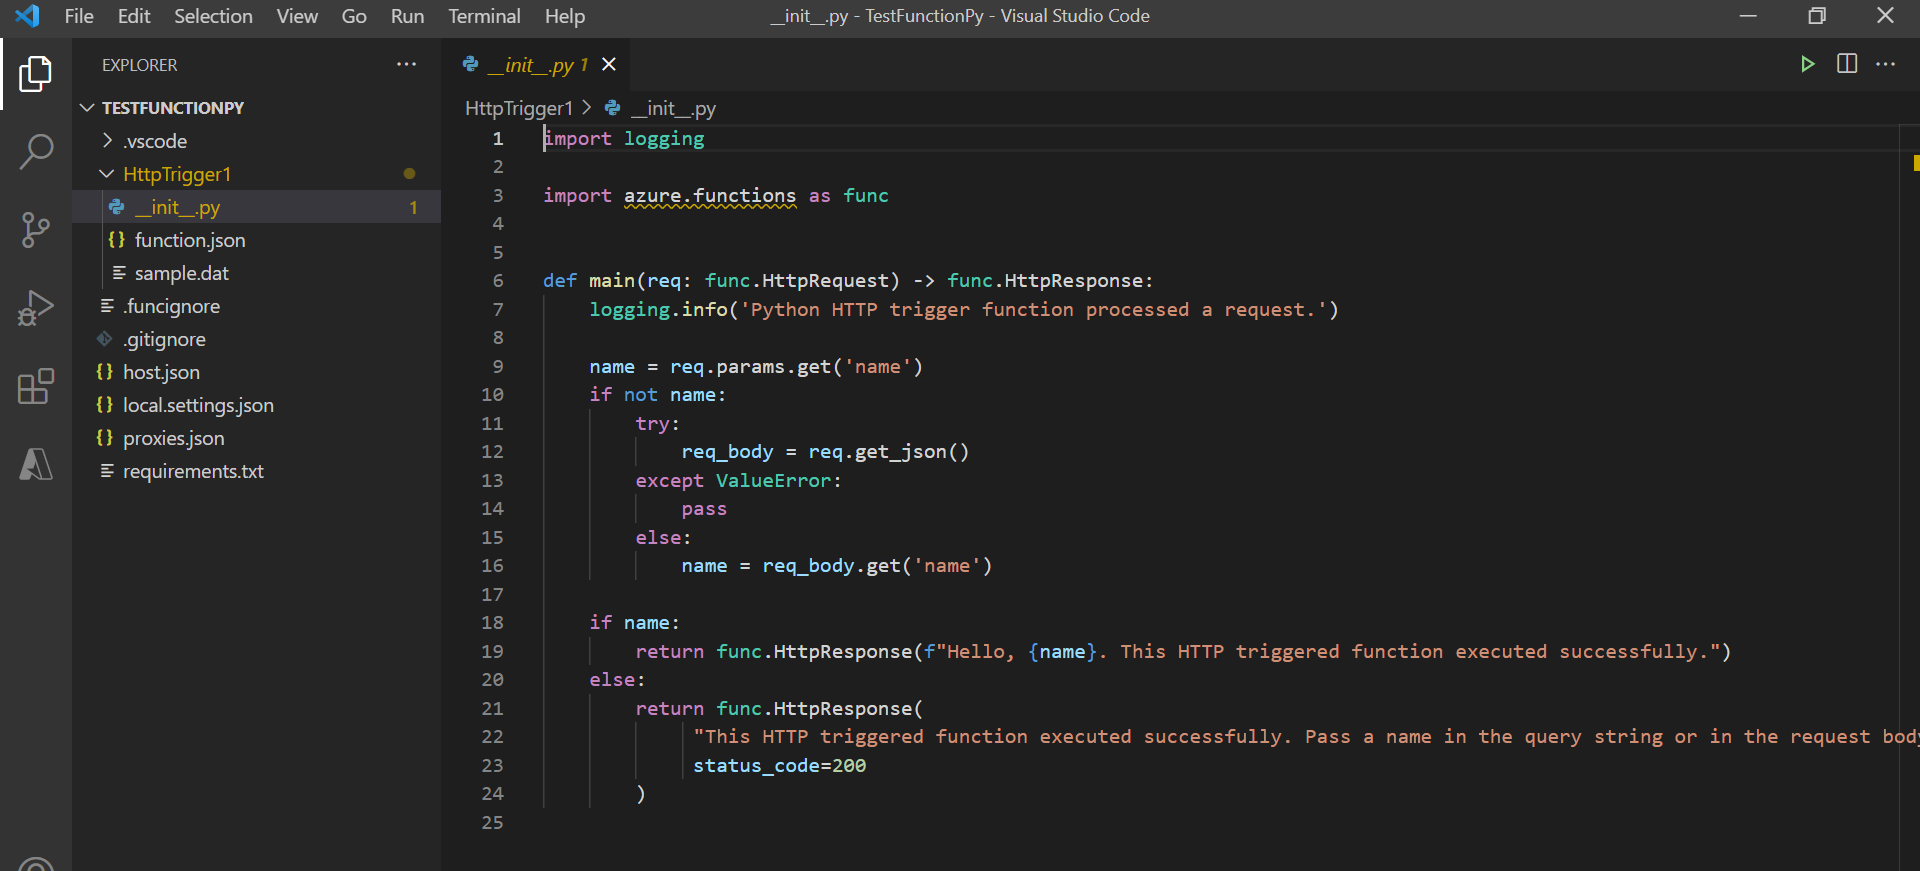 File Edit Selection View Go Run Terminal Help
__init__.py - TestFunctionPy - Visual Studio Code
EXPLORER
TESTFUNCTIONPY
.vscode
HttpTrigger1
__init__.py 1
function.json
sample.dat
.funcignore
.gitignore
host.json
local.settings.json
proxies.json
requirements.txt
__init__.py 1
HttpTrigger1 > __init__.py
1 import logging
2
3 import azure.functions as func
4
5
6 def main(req: func.HttpRequest) -> func.HttpResponse:
7     logging.info('Python HTTP trigger function processed a request.')
8
9     name = req.params.get('name')
10     if not name:
11         try:
12             req_body = req.get_json()
13         except ValueError:
14             pass
15         else:
16             name = req_body.get('name')
17
18     if name:
19         return func.HttpResponse(f"Hello, {name}. This HTTP triggered function executed successfully.")
20     else:
21         return func.HttpResponse(
22              "This HTTP triggered function executed successfully. Pass a name in the query string or in the request body
23              status_code=200
24         )
25